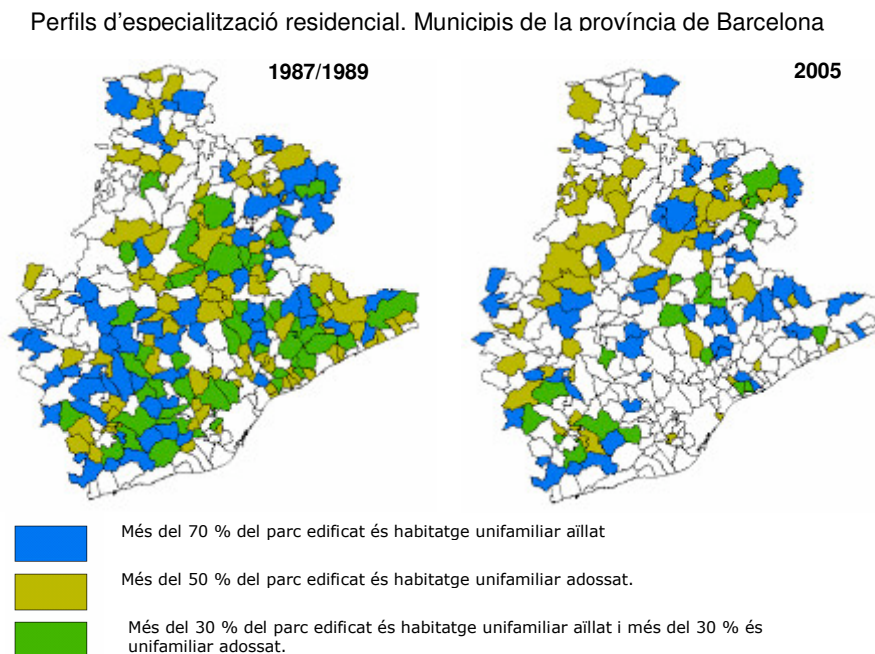 Perfils d'especialització residencial. Municipis de la província de Barcelona
1987/1989
2005
Més del 70 % del parc edificat és habitatge unifamiliar aïllat
Més del 50 % del parc edificat és habitatge unifamiliar adossat.
Més del 30 % del parc edificat és habitatge unifamiliar aïllat i més del 30 % és
unifamiliar adossat.